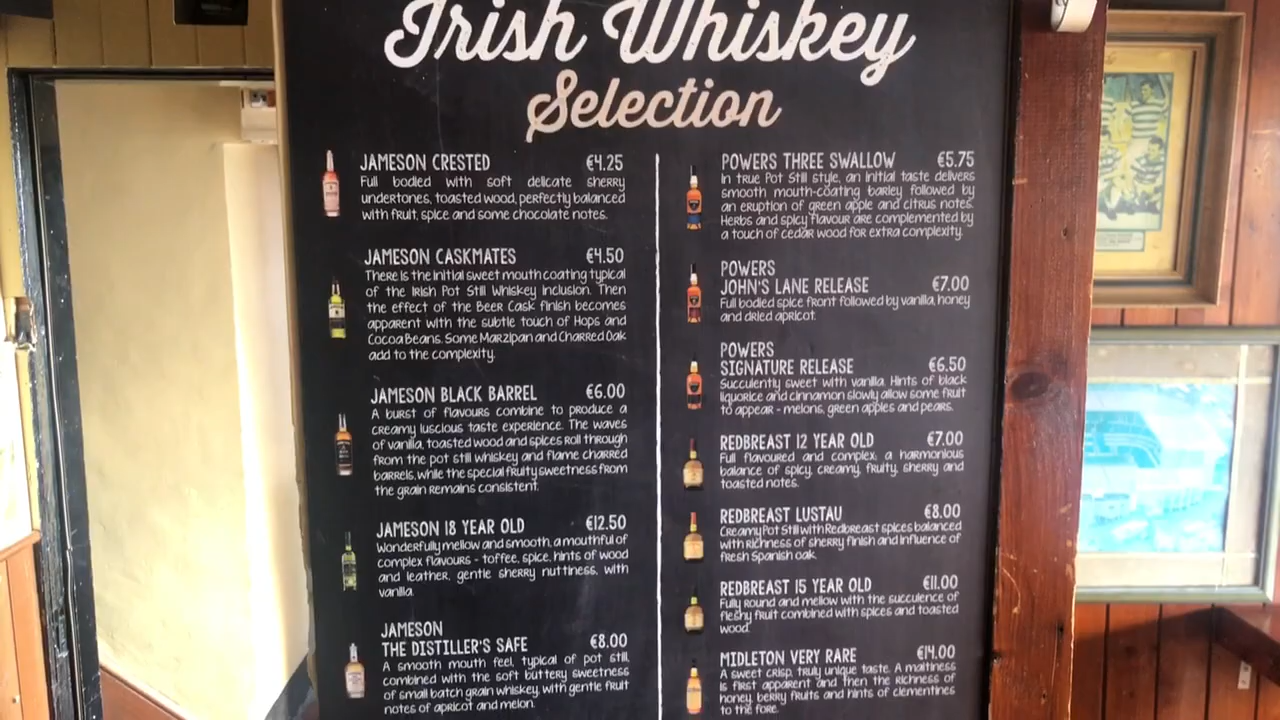 Irish Whiskey
Selection
JAMESON CRESTED €4.25
Full bodied with soft delicate sherry
undertones, toasted wood, perfectly balanced
with fruit, spice and some chocolate notes.
JAMESON CASKMATES €4.50
There is the initial sweet mouth coating typical
of the Irish Pot Still Whiskey inclusion. Then
the effect of the Beer Cask finish becomes
apparent with the subtle touch of Hops and
Cocoa Beans. Some Marzipan and Charred Oak
add to the complexity.
JAMESON BLACK BARREL €6.00
A burst of flavours combine to produce a
creamy luscious taste experience. The waves
of vanilla, toasted wood and spices roll through
from the pot still whiskey and flame charred
barrels, while the special fruity sweetness from
the grain remains consistent.
JAMESON 18 YEAR OLD €12.50
Wonderfully mellow and smooth, a mouthful of
complex flavours - toffee, spice, hints of wood
and leather, gentle sherry nuttiness, with
vanilla.
JAMESON
THE DISTILLER'S SAFE €8.00
A smooth mouth feel, typical of pot still,
combined with the soft buttery sweetness
of small batch grain whiskey, with gentle fruit
notes of apricot and melon.
POWERS THREE SWALLOW €5.75
In true Pot Still style, an initial taste delivers
smooth mouth-coating barley followed by
an eruption of green apple and citrus notes.
Herbs and spicy flavour are complemented by
a touch of cedar wood for extra complexity.
POWERS
JOHN'S LANE RELEASE €7.00
Full bodied spice front followed by vanilla, honey
and dried apricot.
POWERS
SIGNATURE RELEASE €6.50
Succulently sweet with vanilla. Hints of black
liquorice and cinnamon slowly allow some fruit
to appear - melons, green apples and pears.
REDBREAST 12 YEAR OLD €7.00
Full flavoured and complex; a harmonious
balance of spicy, creamy, fruity, sherry and
toasted notes.
REDBREAST LUSTAU €8.00
Creamy Pot Still with Redbreast spices balanced
with richness of sherry finish and influence of
fresh Spanish oak.
REDBREAST 15 YEAR OLD €11.00
Fully round and mellow with the succulence of
fleshy fruit combined with spices and toasted
wood.
MIDLETON VERY RARE €14.00
A sweet crisp, truly unique taste. A maltiness
is first apparent and then the richness of
honey, berry fruits and hints of clementines
to the fore.